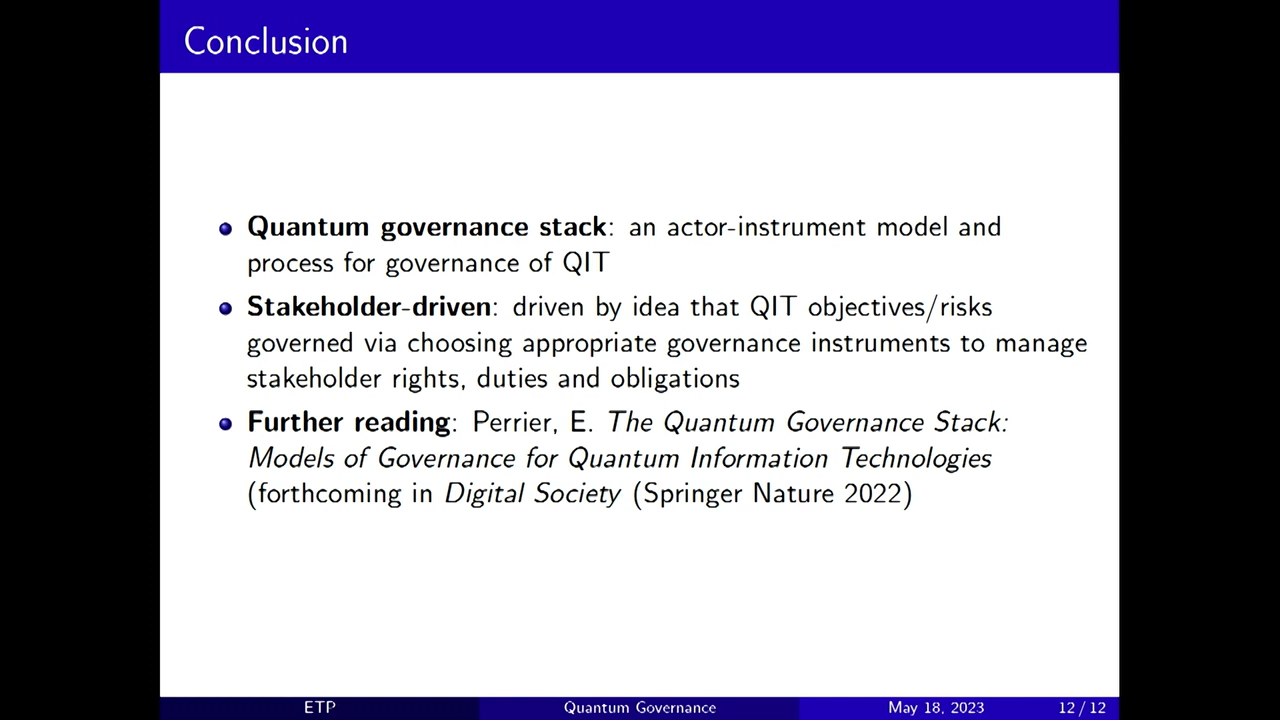 Conclusion
Quantum governance stack: an actor-instrument model and
process for governance of QIT
Stakeholder-driven: driven by idea that QIT objectives/risks
governed via choosing appropriate governance instruments to manage
stakeholder rights, duties and obligations
Further reading: Perrier, E. The Quantum Governance Stack:
Models of Governance for Quantum Information Technologies
(forthcoming in Digital Society (Springer Nature 2022)
ETP Quantum Governance May 18, 2023 12 / 12